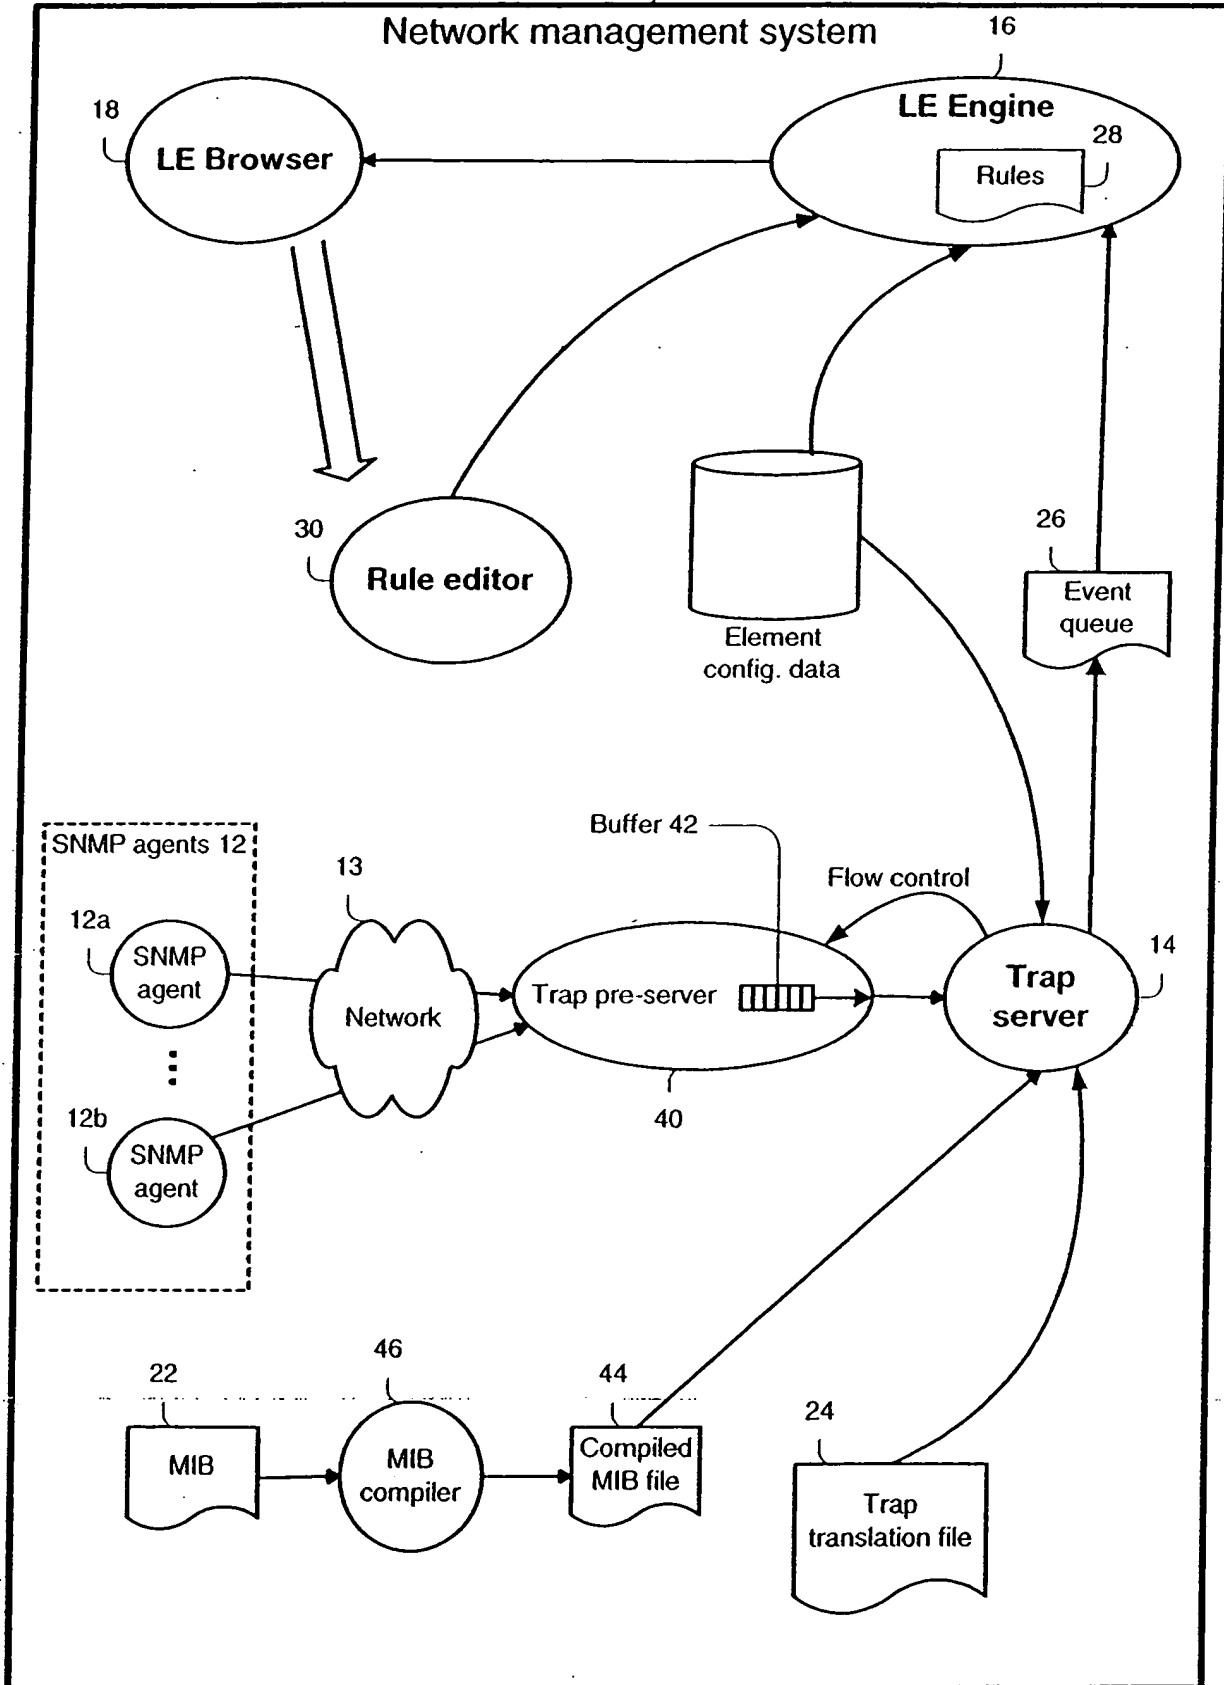 Network management system
16
18
LE Browser
LE Engine
28
Rules
30
Rule editor
26
Event
queue
Element
config. data
SNMP agents 12
Buffer 42
Flow control
13
12a
SNMP
agent
Network
Trap pre-server
Trap
server
14
40
12b
SNMP
agent
22
MIB
46
MIB
compiler
44
Compiled
MIB file
24
Trap
translation file